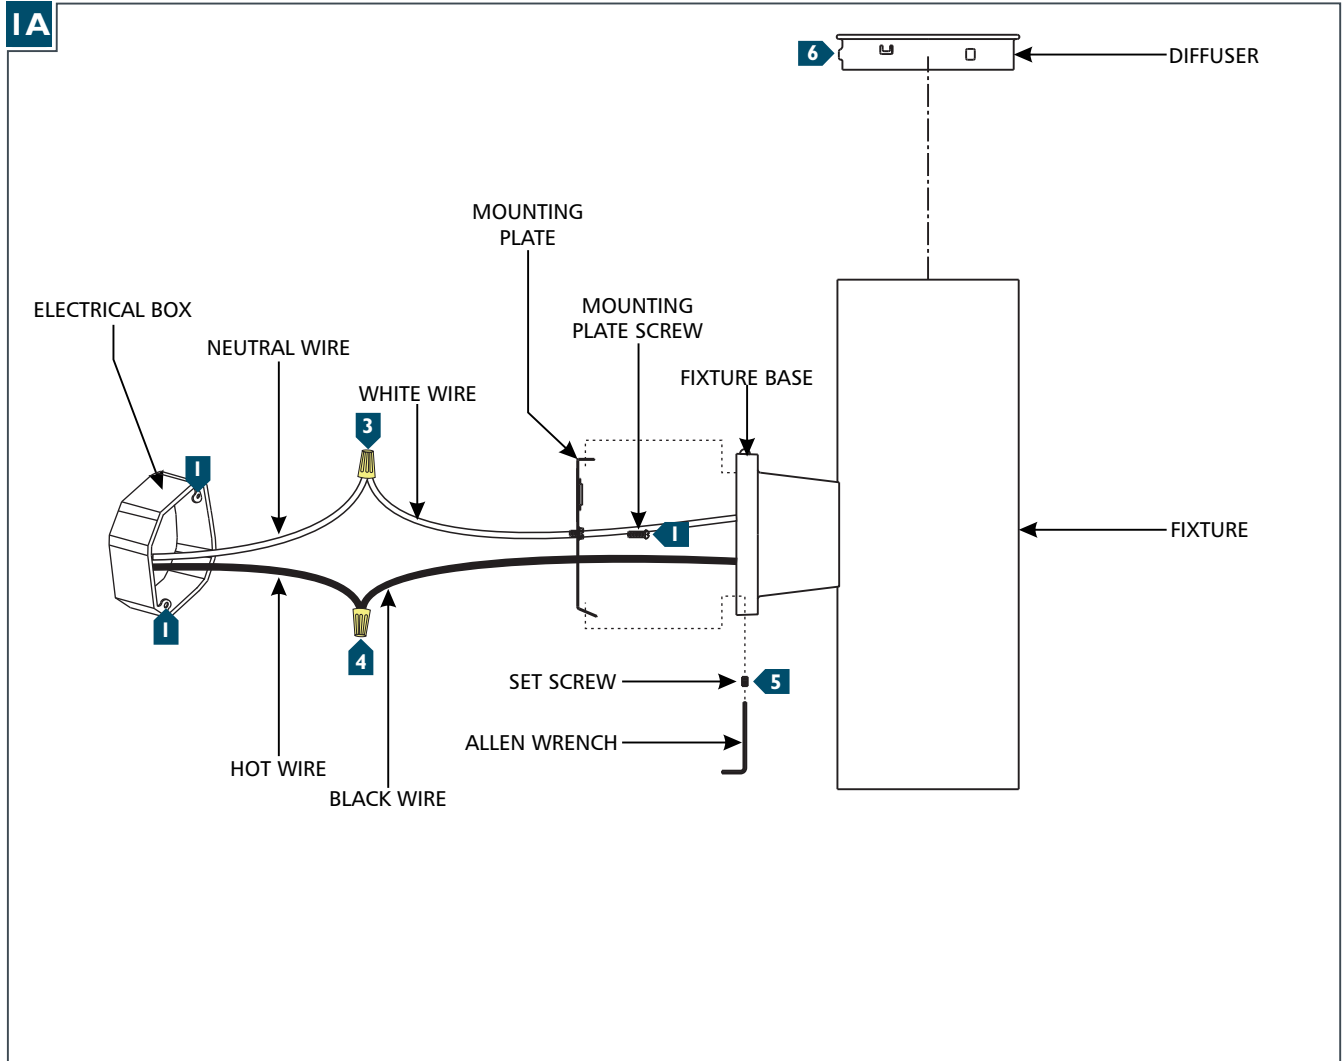 1A
6
DIFFUSER
MOUNTING
PLATE
ELECTRICAL BOX
MOUNTING
PLATE SCREW
NEUTRAL WIRE
FIXTURE BASE
WHITE WIRE
3
1
1
FIXTURE
1
4
SET SCREW
5
ALLEN WRENCH
HOT WIRE
BLACK WIRE